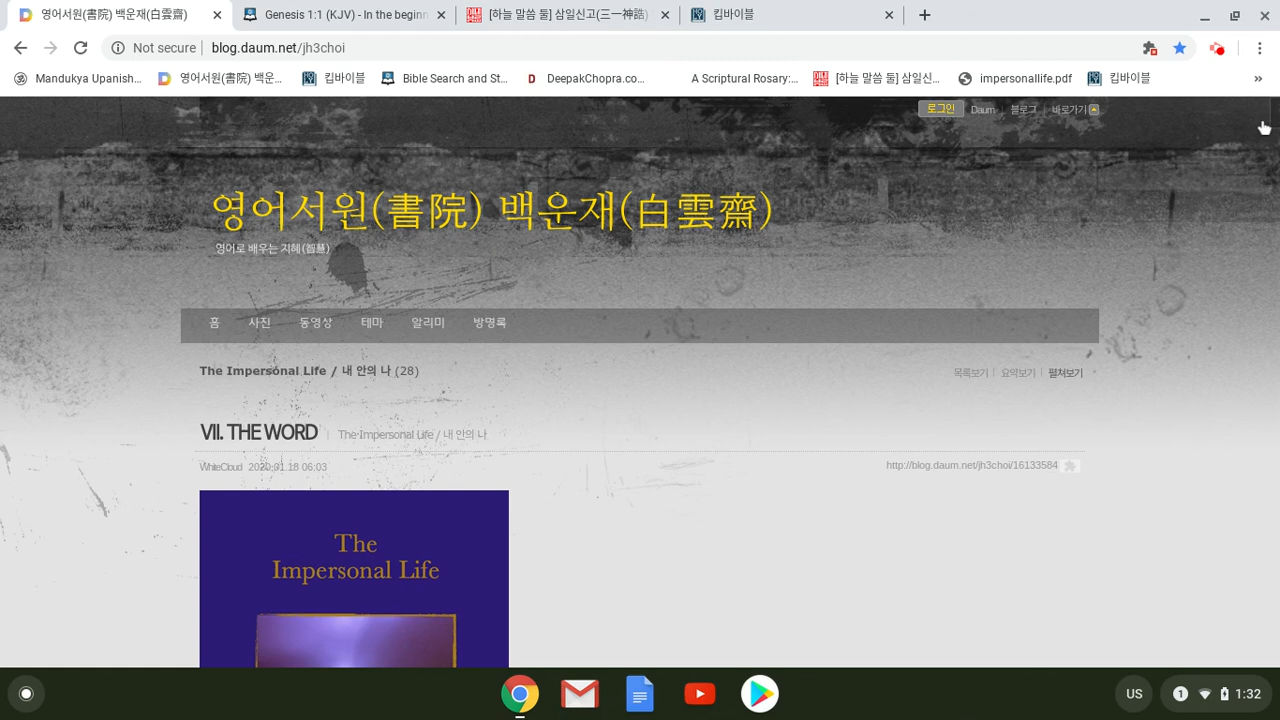 영어서원(書院) 백운재(白雲齋)
Genesis 1:1 (KJV) - In the beginn
[하늘 말씀 둘] 삼일신고(三一神誥)
킵바이블
Not secure
blog.daum.net/jh3choi
Mandukya Upanish...
영어서원(書院) 백운...
킵바이블
Bible Search and St...
DeepakChopra.co...
A Scriptural Rosary:...
[하늘 말씀 둘] 삼일신...
impersonallife.pdf
킵바이블
»
로그인
Daum
블로그
바로가기
영어서원(書院) 백운재(白雲齋)
영어로 배우는 지혜(智慧)
홈
사진
동영상
테마
알리미
방명록
The Impersonal Life / 내 안의 나 (28)
목록보기
요약보기
펼쳐보기
VII. THE WORD
The Impersonal Life / 내 안의 나
WhiteCloud 2020.01.18 06:03
http://blog.daum.net/jh3choi/16133584
The
Impersonal Life
US
1
1:32